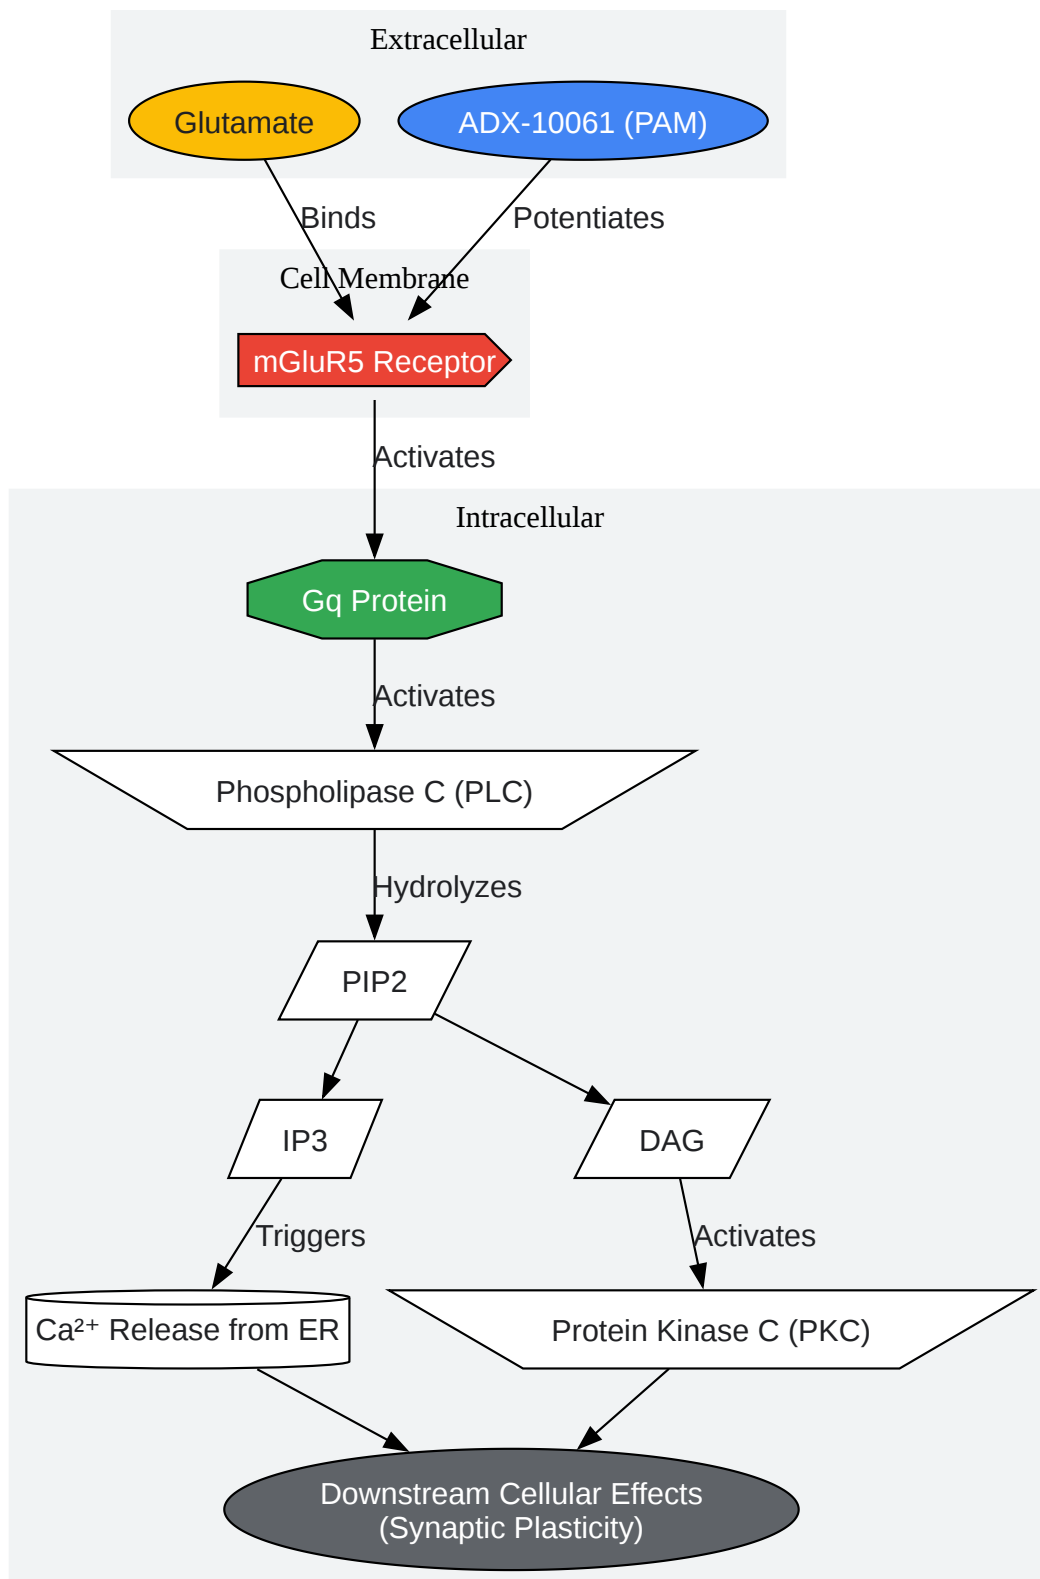 Extracellular
Glutamate
ADX-10061 (PAM)
Binds
Potentiates
Cell Membrane
mGluR5 Receptor
Activates
Intracellular
Gq Protein
Activates
Phospholipase C (PLC)
Hydrolyzes
PIP2
IP3
DAG
Triggers
Activates
Ca²⁺ Release from ER
Protein Kinase C (PKC)
Downstream Cellular Effects
(Synaptic Plasticity)